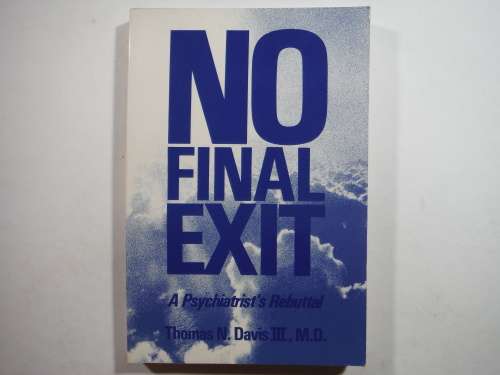 NO
FINAL
EXIT
A Psychiatrist's Rebuttal
Thomas N. Davis III, M.D.